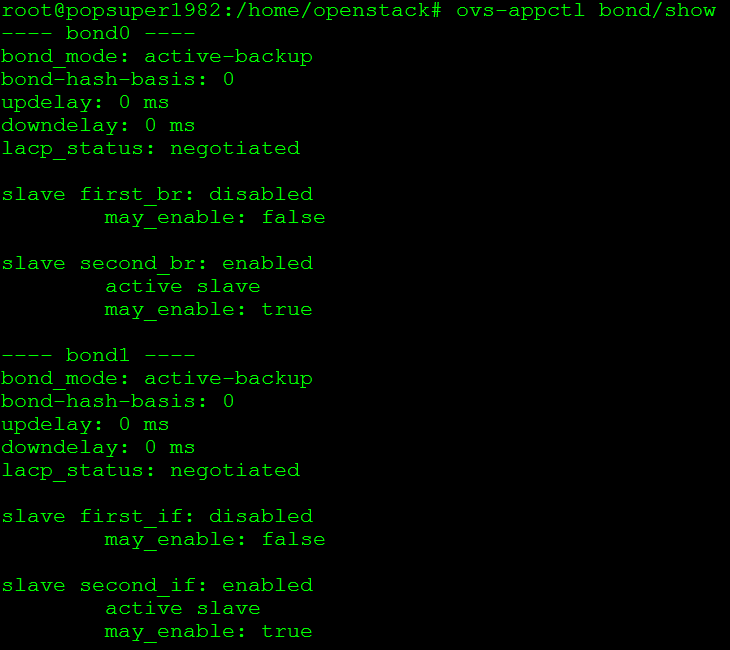 root@popsuper1982:/home/openstack# ovs-appctl bond/show
---- bond0 ----
bond_mode: active-backup
bond-hash-basis: 0
updelay: 0 ms
downdelay: 0 ms
lacp_status: negotiated

slave first_br: disabled
        may_enable: false

slave second_br: enabled
        active slave
        may_enable: true

---- bond1 ----
bond_mode: active-backup
bond-hash-basis: 0
updelay: 0 ms
downdelay: 0 ms
lacp_status: negotiated

slave first_if: disabled
        may_enable: false

slave second_if: enabled
        active slave
        may_enable: true